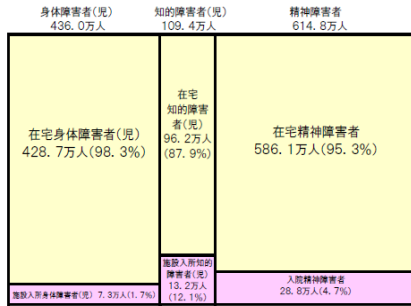 身体障害者(児)
436.0万人
知的障害者(児)
109.4万人
精神障害者
614.8万人
在宅身体障害者(児)
428.7万人(98.3%)
在宅
知的障害
者(児)
96.2万人
(87.9%)
在宅精神障害者
586.1万人(95.3%)
施設入所身体障害者(児) 7.3万人(1.7%)
施設入所知的
障害者(児)
13.2万人
(12.1%)
入院精神障害者
28.8万人(4.7%)